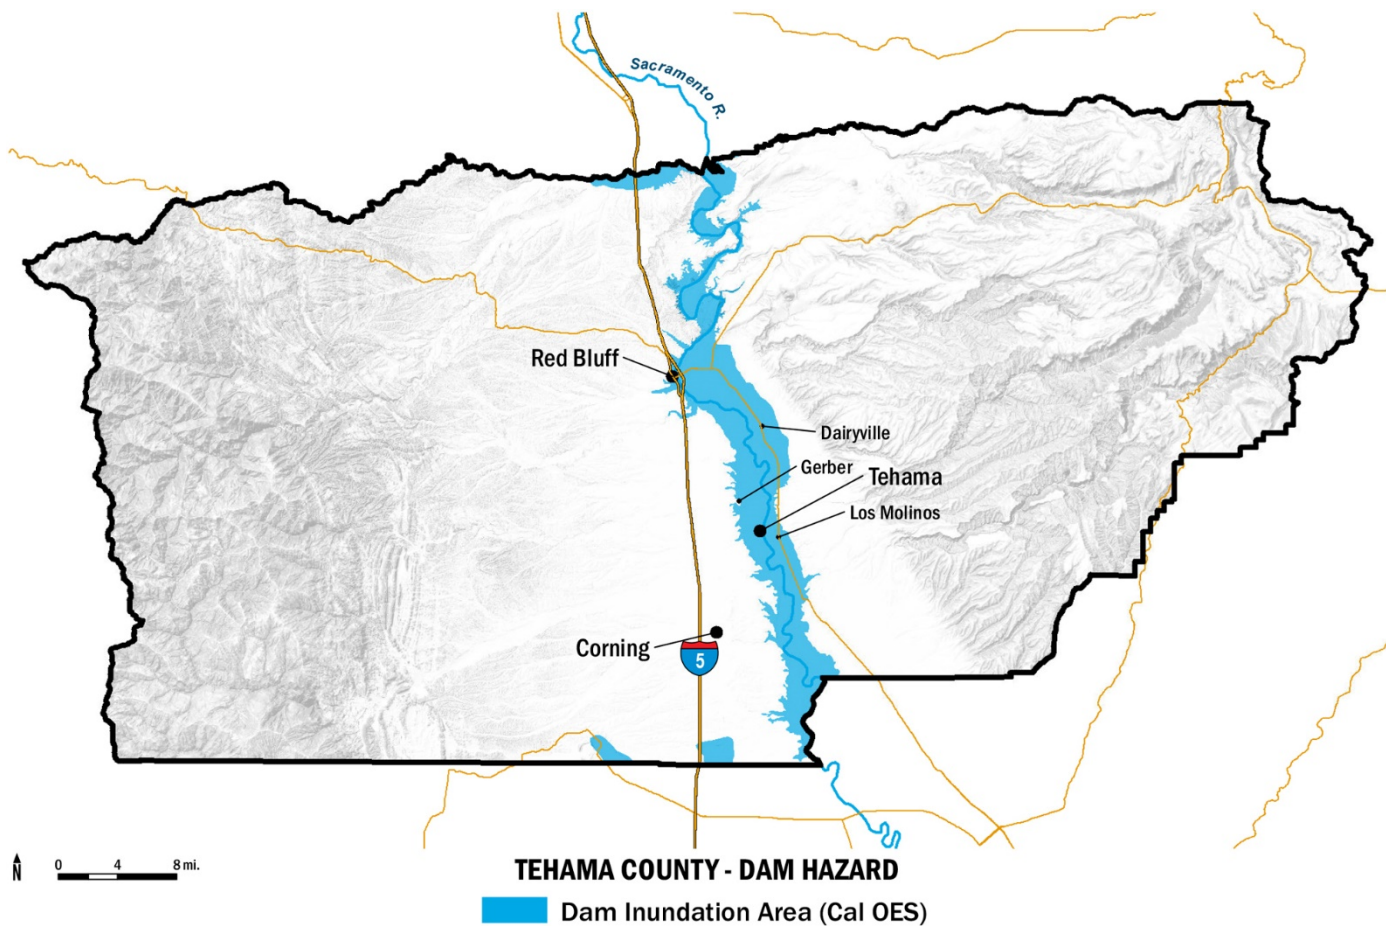 Sacramento R.
Red Bluff
Dairyville
Gerber
Tehama
Los Molinos
Corning
5
N
0 4 8 mi.
TEHAMA COUNTY - DAM HAZARD
Dam Inundation Area (Cal OES)